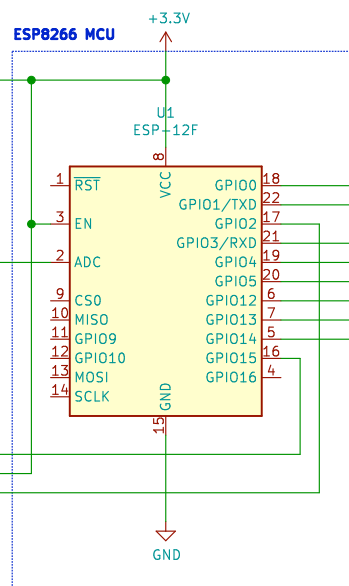 +3.3V
ESP8266 MCU
U1
ESP-12F
8
VCC
1 RST GPIO0 18
GPIO1/TXD 22
3 EN GPIO2 17
GPIO3/RXD 21
2 ADC GPIO4 19
GPIO5 20
9 CS0 GPIO12 6
10 MISO GPIO13 7
11 GPIO9 GPIO14 5
12 GPIO10 GPIO15 16
13 MOSI GPIO16 4
14 SCLK
GND
15
GND